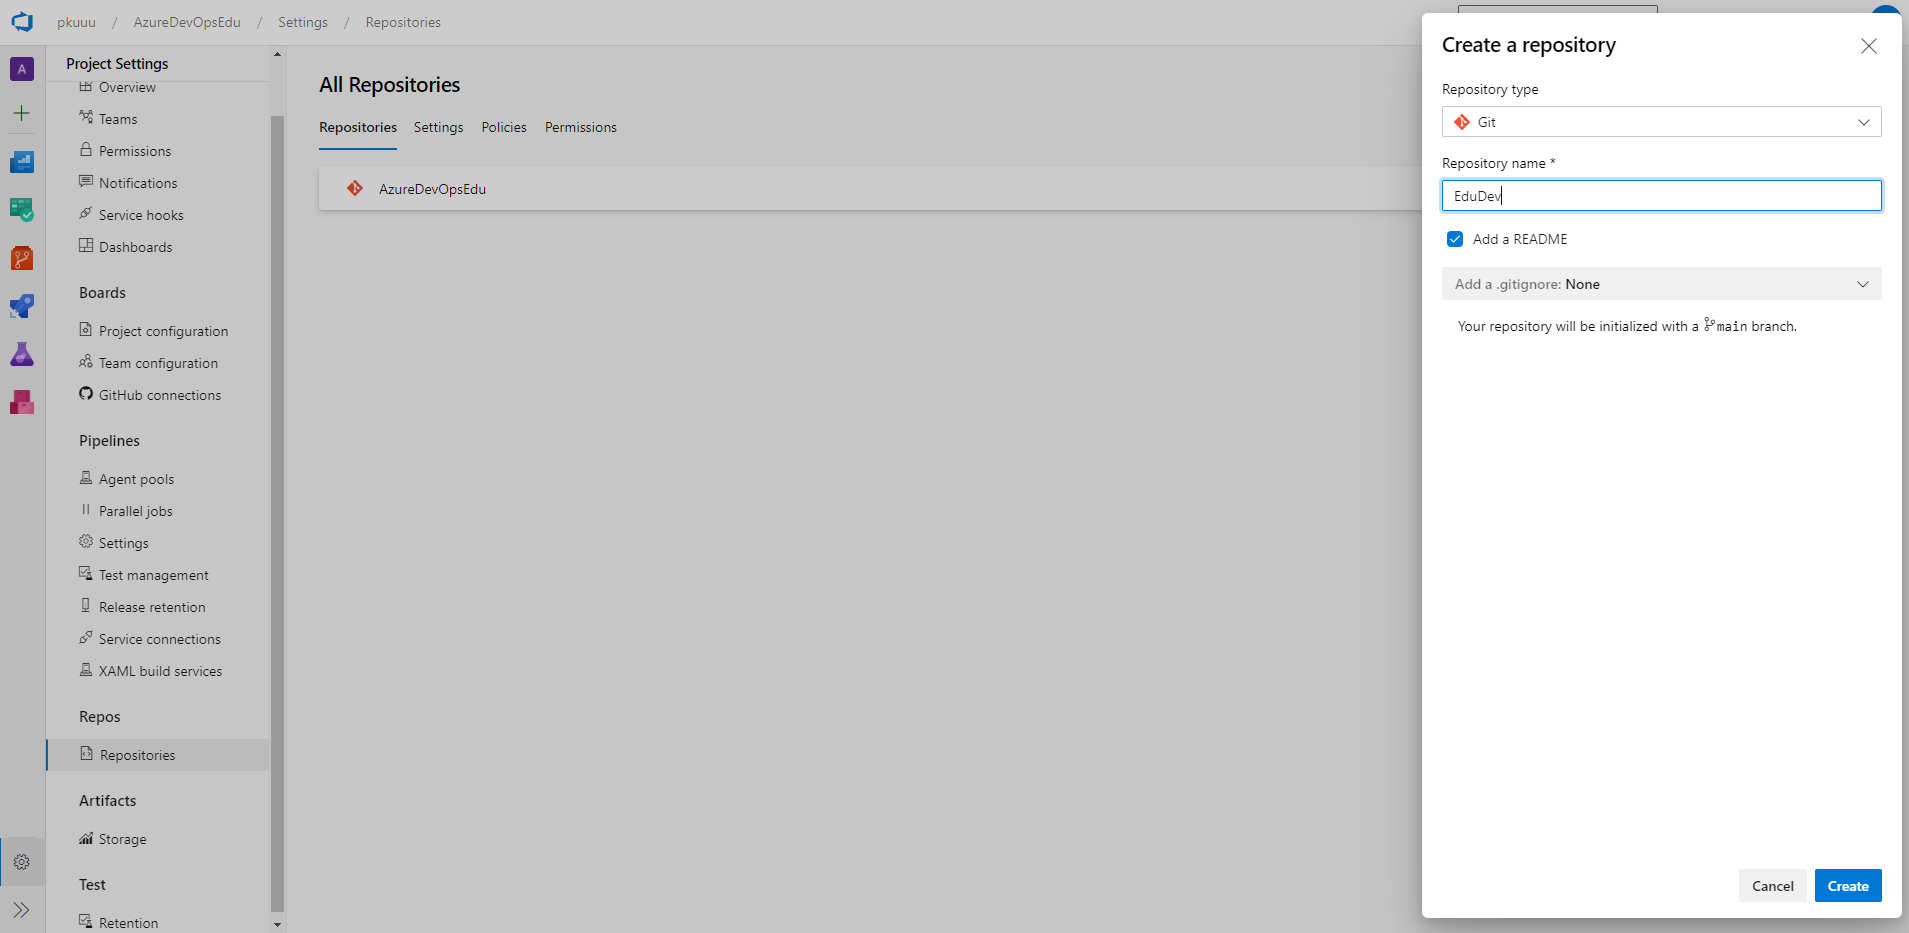 pkuuu / AzureDevOpsEdu / Settings / Repositories
A
Project Settings
Overview
Teams
Permissions
Notifications
Service hooks
Dashboards
Boards
Project configuration
Team configuration
GitHub connections
Pipelines
Agent pools
Parallel jobs
Settings
Test management
Release retention
Service connections
XAML build services
Repos
Repositories
Artifacts
Storage
Test
Retention
All Repositories
Repositories Settings Policies Permissions
AzureDevOpsEdu
Create a repository
Repository type
Git
Repository name *
EduDev
Add a README
Add a .gitignore: None
Your repository will be initialized with a main branch.
Cancel Create